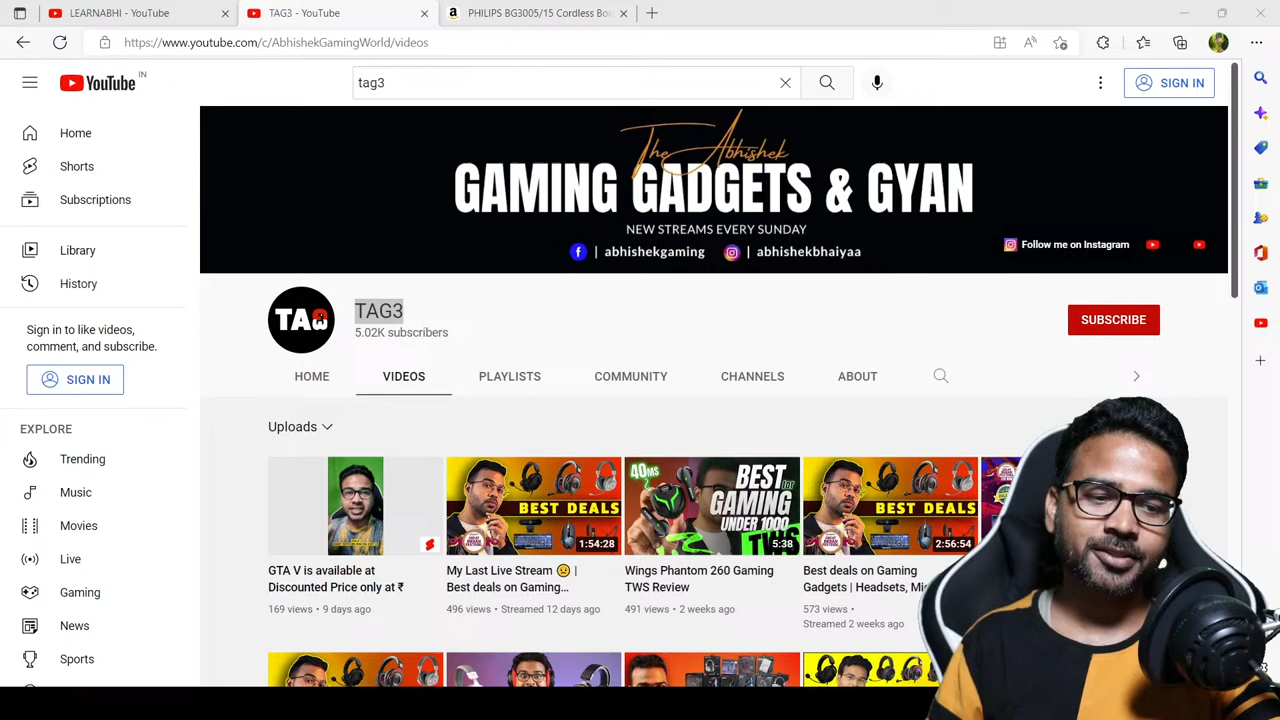 LEARNABHI - YouTube
TAG3 - YouTube
PHILIPS BG3005/15 Cordless Bo
https://www.youtube.com/c/AbhishekGamingWorld/videos
YouTube IN
tag3
SIGN IN
Home
Shorts
Subscriptions
Library
History
Sign in to like videos,
comment, and subscribe.
SIGN IN
EXPLORE
Trending
Music
Movies
Live
Gaming
News
Sports
The Abhishek
GAMING GADGETS & GYAN
NEW STREAMS EVERY SUNDAY
| abhishekgaming | abhishekbhaiyaa
Follow me on Instagram
TAG3
5.02K subscribers
SUBSCRIBE
HOME VIDEOS PLAYLISTS COMMUNITY CHANNELS ABOUT
Uploads
GTA V is available at
Discounted Price only at ₹
169 views • 9 days ago
BEST DEALS
1:54:28
My Last Live Stream 😥 |
Best deals on Gaming...
496 views • Streamed 12 days ago
40MS
BEST for
GAMING
UNDER 1000
TWS
5:38
Wings Phantom 260 Gaming
TWS Review
491 views • 2 weeks ago
BEST DEALS
2:56:54
Best deals on Gaming
Gadgets | Headsets,
573 views •
Streamed 2 weeks ago